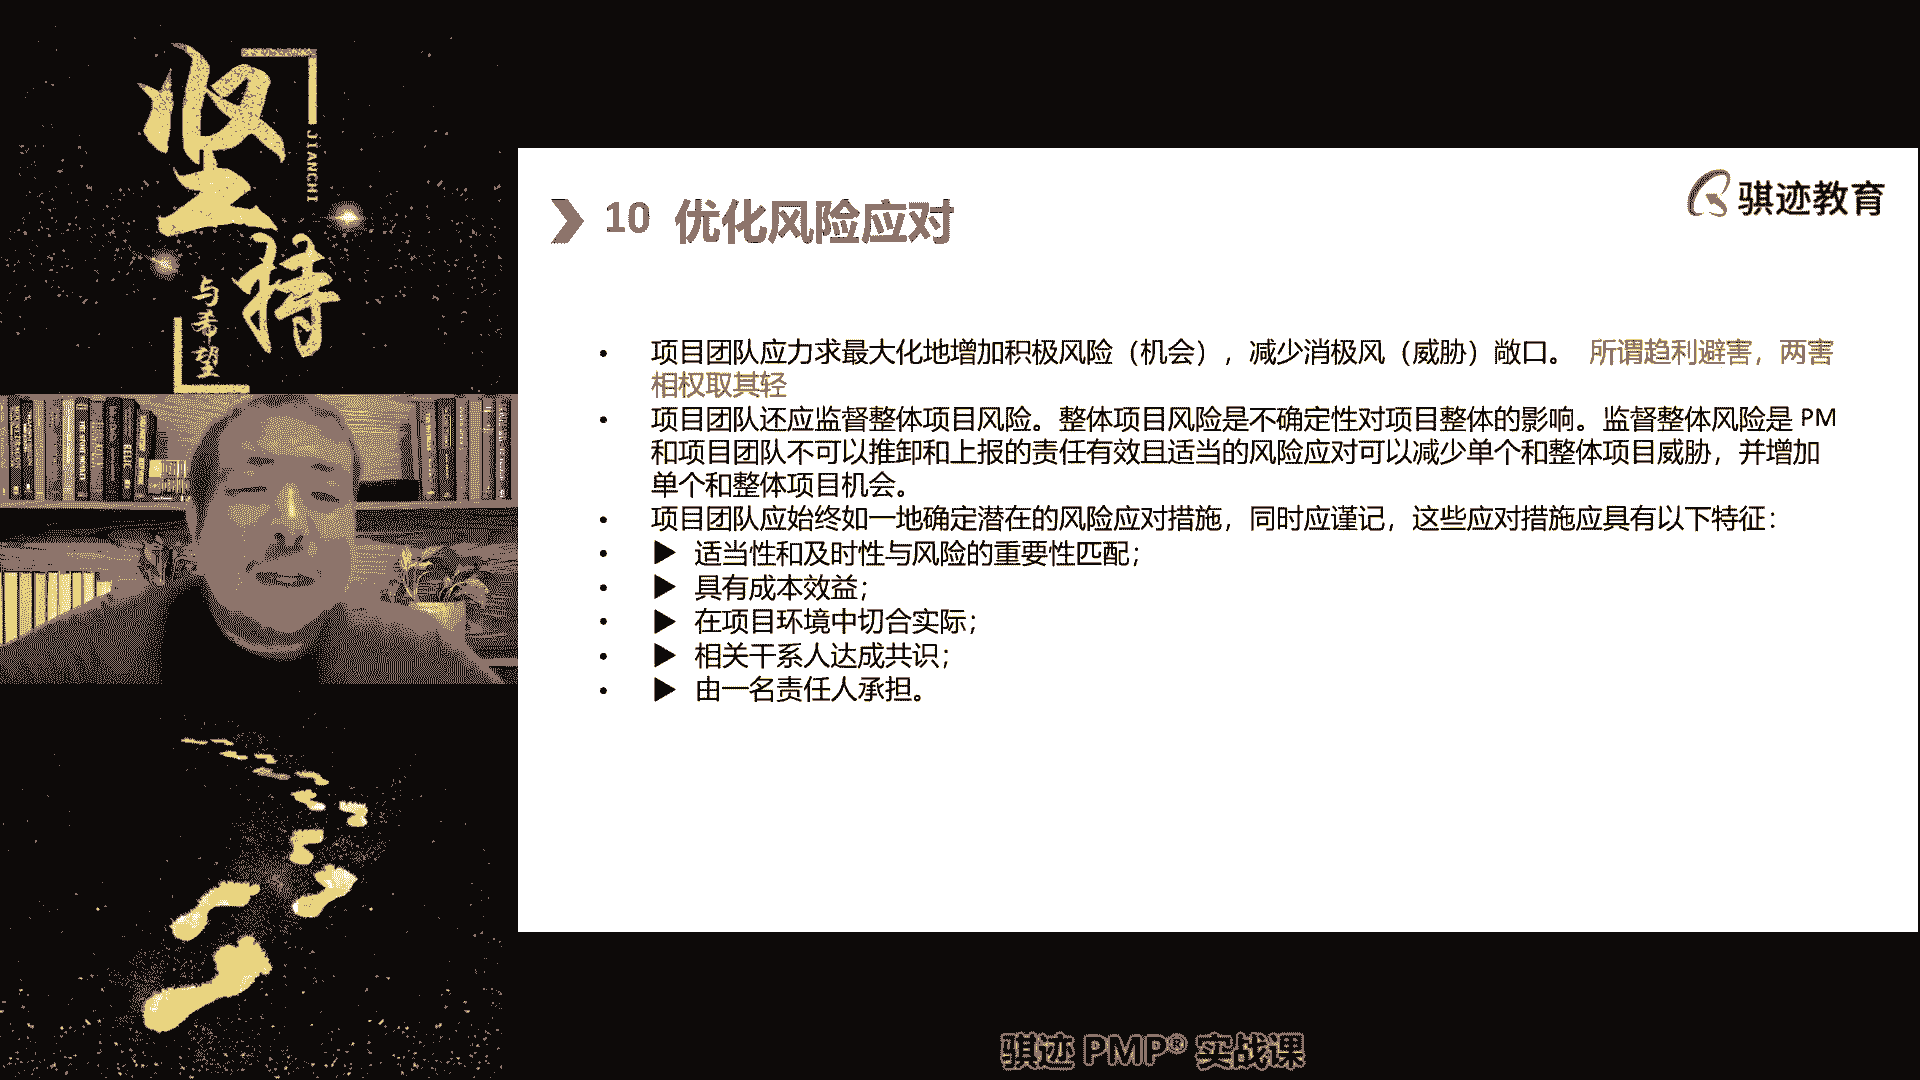 坚持
JIANCHI
与希望
骐迹教育
10 优化风险应对
• 项目团队应力求最大化地增加积极风险（机会），减少消极风（威胁）敞口。 所谓趋利避害，两害
相权取其轻
• 项目团队还应监督整体项目风险。整体项目风险是不确定性对项目整体的影响。监督整体风险是 PM
和项目团队不可以推卸和上报的责任有效且适当的风险应对可以减少单个和整体项目威胁，并增加
单个和整体项目机会。
• 项目团队应始终如一地确定潜在的风险应对措施，同时应谨记，这些应对措施应具有以下特征：
• ▶ 适当性和及时性与风险的重要性匹配；
• ▶ 具有成本效益；
• ▶ 在项目环境中切合实际；
• ▶ 相关干系人达成共识；
• ▶ 由一名责任人承担。
骐迹 PMP® 实战课